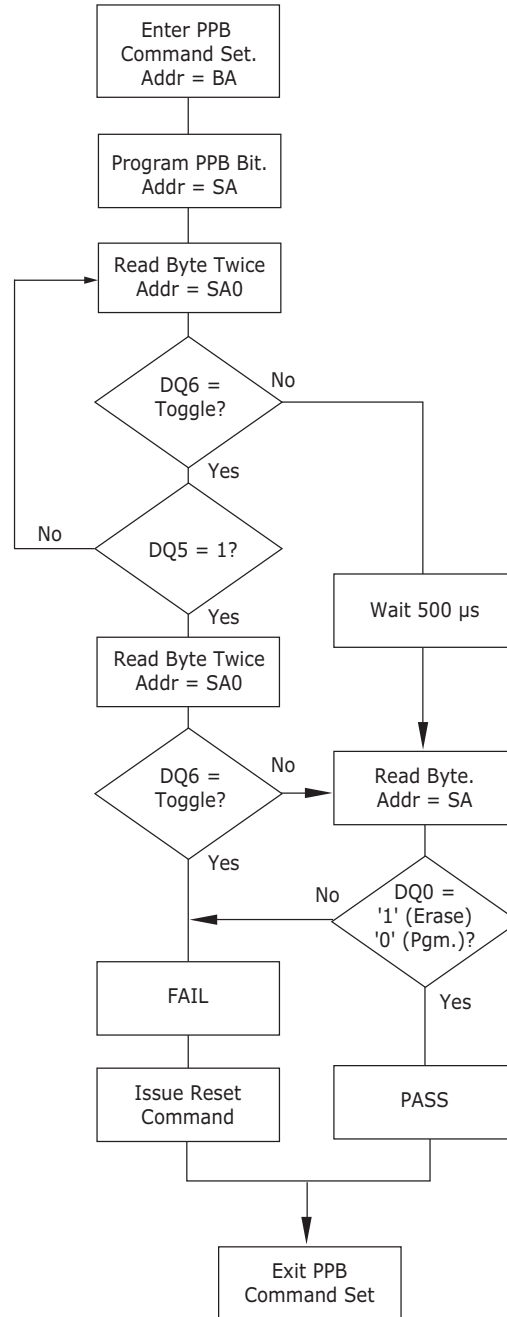 Enter PPB
Command Set.
Addr = BA
Program PPB Bit.
Addr = SA
Read Byte Twice
Addr = SA0
DQ6 =
Toggle?
No
Yes
No
DQ5 = 1?
Yes
Wait 500 µs
Read Byte Twice
Addr = SA0
DQ6 =
Toggle?
No
Yes
Read Byte.
Addr = SA
No
DQ0 =
'1' (Erase)
'0' (Pgm.)?
Yes
FAIL
Issue Reset
Command
PASS
Exit PPB
Command Set